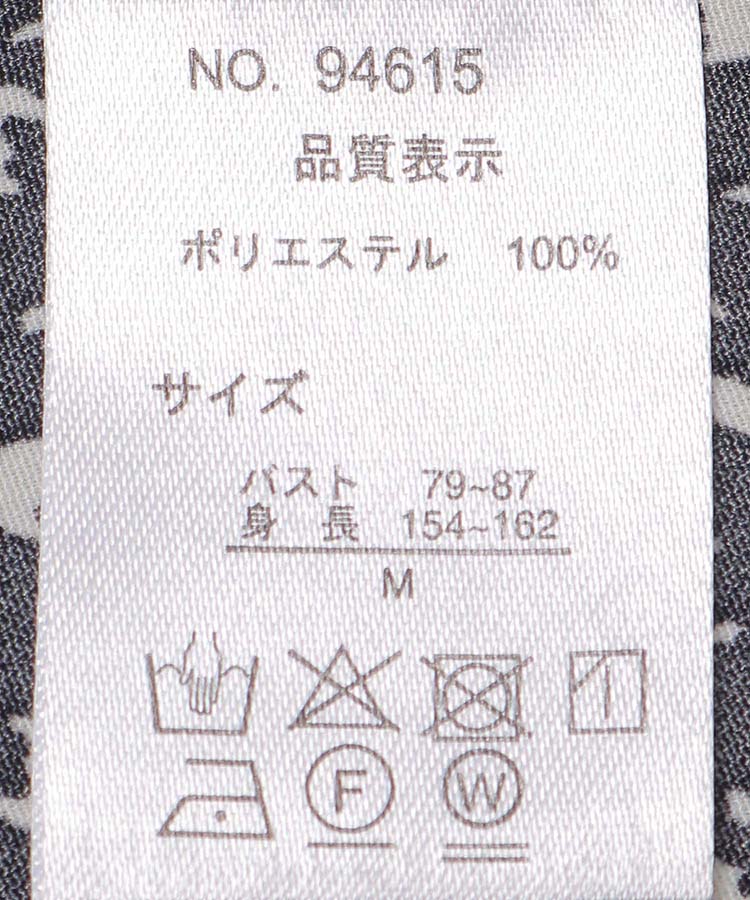 NO. 94615
品質表示
ポリエステル 100%
サイズ
バスト 79~87
身 長 154~162
M
F W